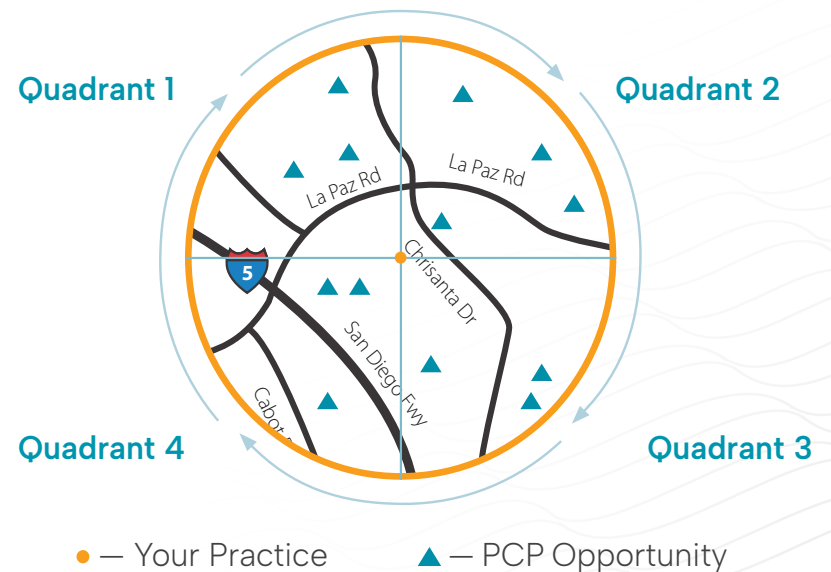 Quadrant 1
Quadrant 2
La Paz Rd
La Paz Rd
Chrisanta Dr
5
San Diego Fwy
Cabot
Quadrant 4
Quadrant 3
— Your Practice
— PCP Opportunity